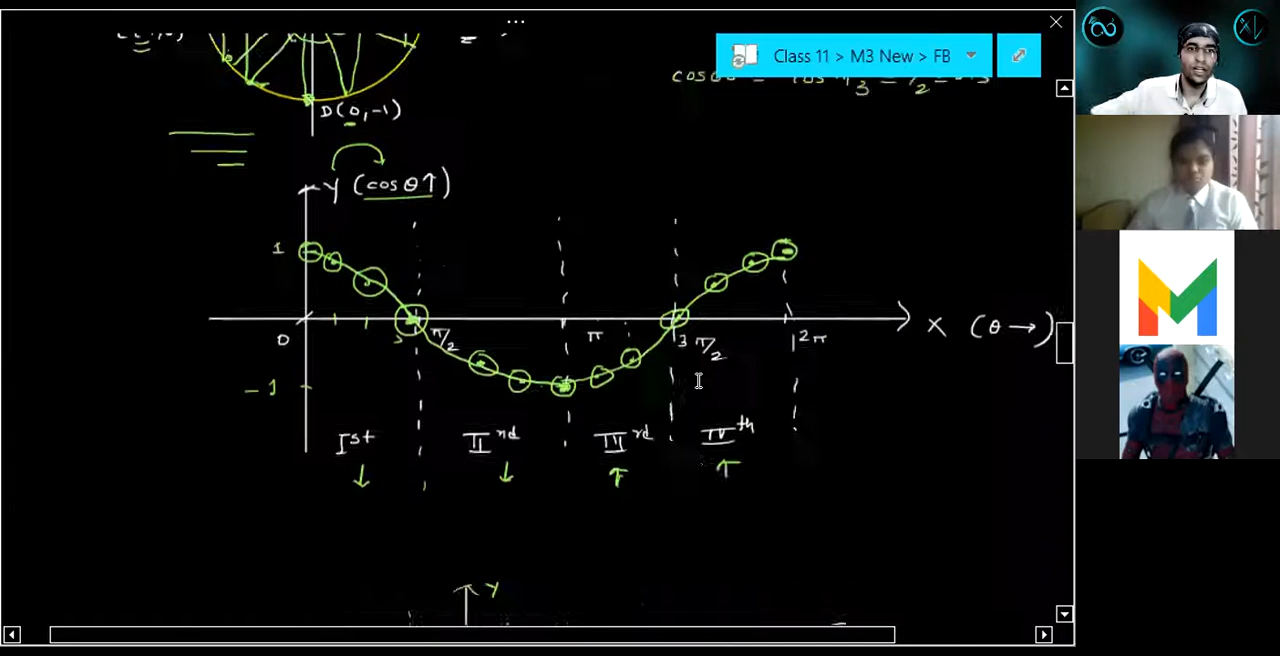 Class 11 > M3 New > FB
D(0,-1)
Y (cos θ↑)
1
0
π/2
π
3π/2
2π
X (θ →)
-1
Ist
IInd
IIIrd
IVth
↓
↓
↑
↑
Y